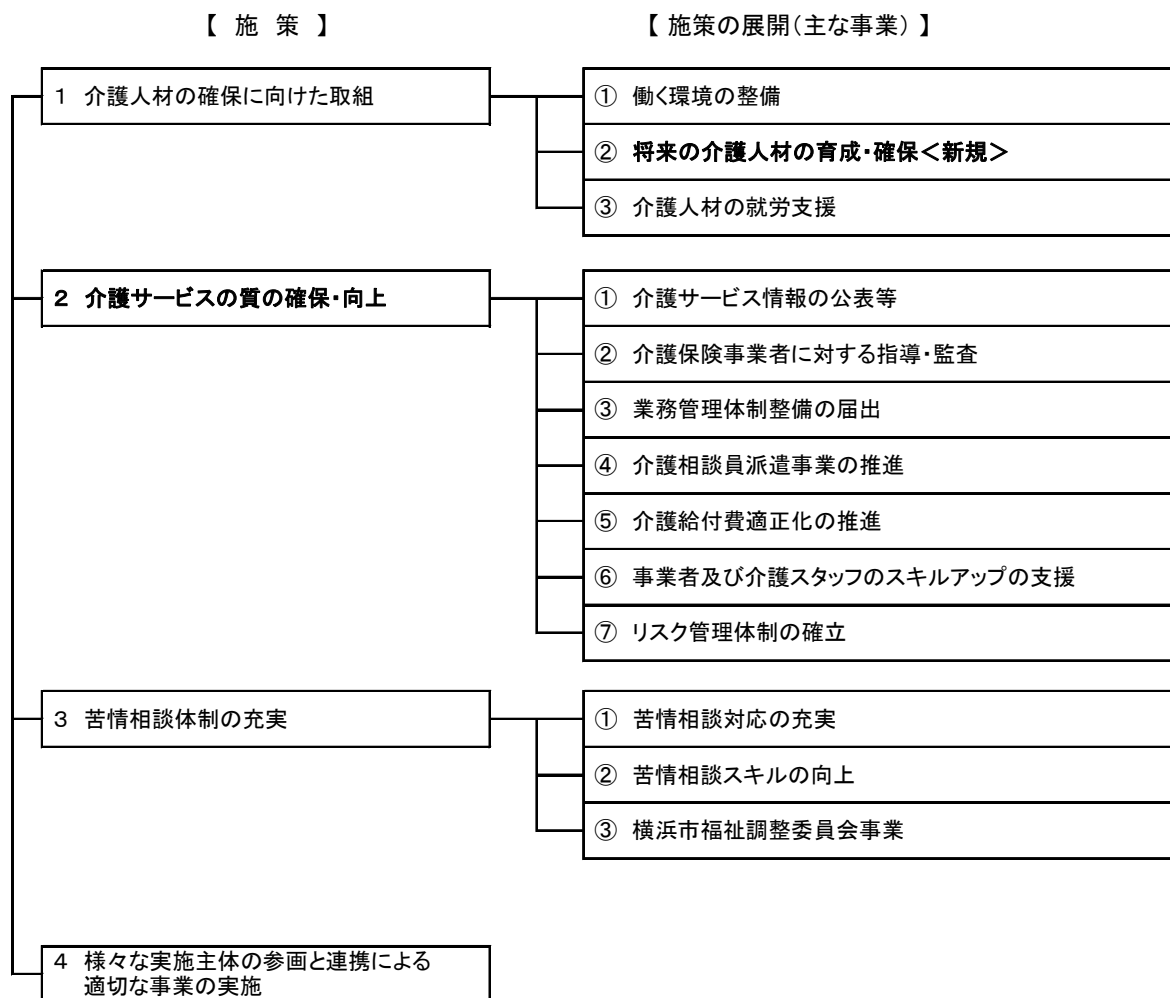 【 施 策 】
【 施策の展開(主な事業) 】
1 介護人材の確保に向けた取組
① 働く環境の整備
② 将来の介護人材の育成・確保<新規>
③ 介護人材の就労支援
2 介護サービスの質の確保・向上
① 介護サービス情報の公表等
② 介護保険事業者に対する指導・監査
③ 業務管理体制整備の届出
④ 介護相談員派遣事業の推進
⑤ 介護給付費適正化の推進
⑥ 事業者及び介護スタッフのスキルアップの支援
⑦ リスク管理体制の確立
3 苦情相談体制の充実
① 苦情相談対応の充実
② 苦情相談スキルの向上
③ 横浜市福祉調整委員会事業
4 様々な実施主体の参画と連携による
適切な事業の実施